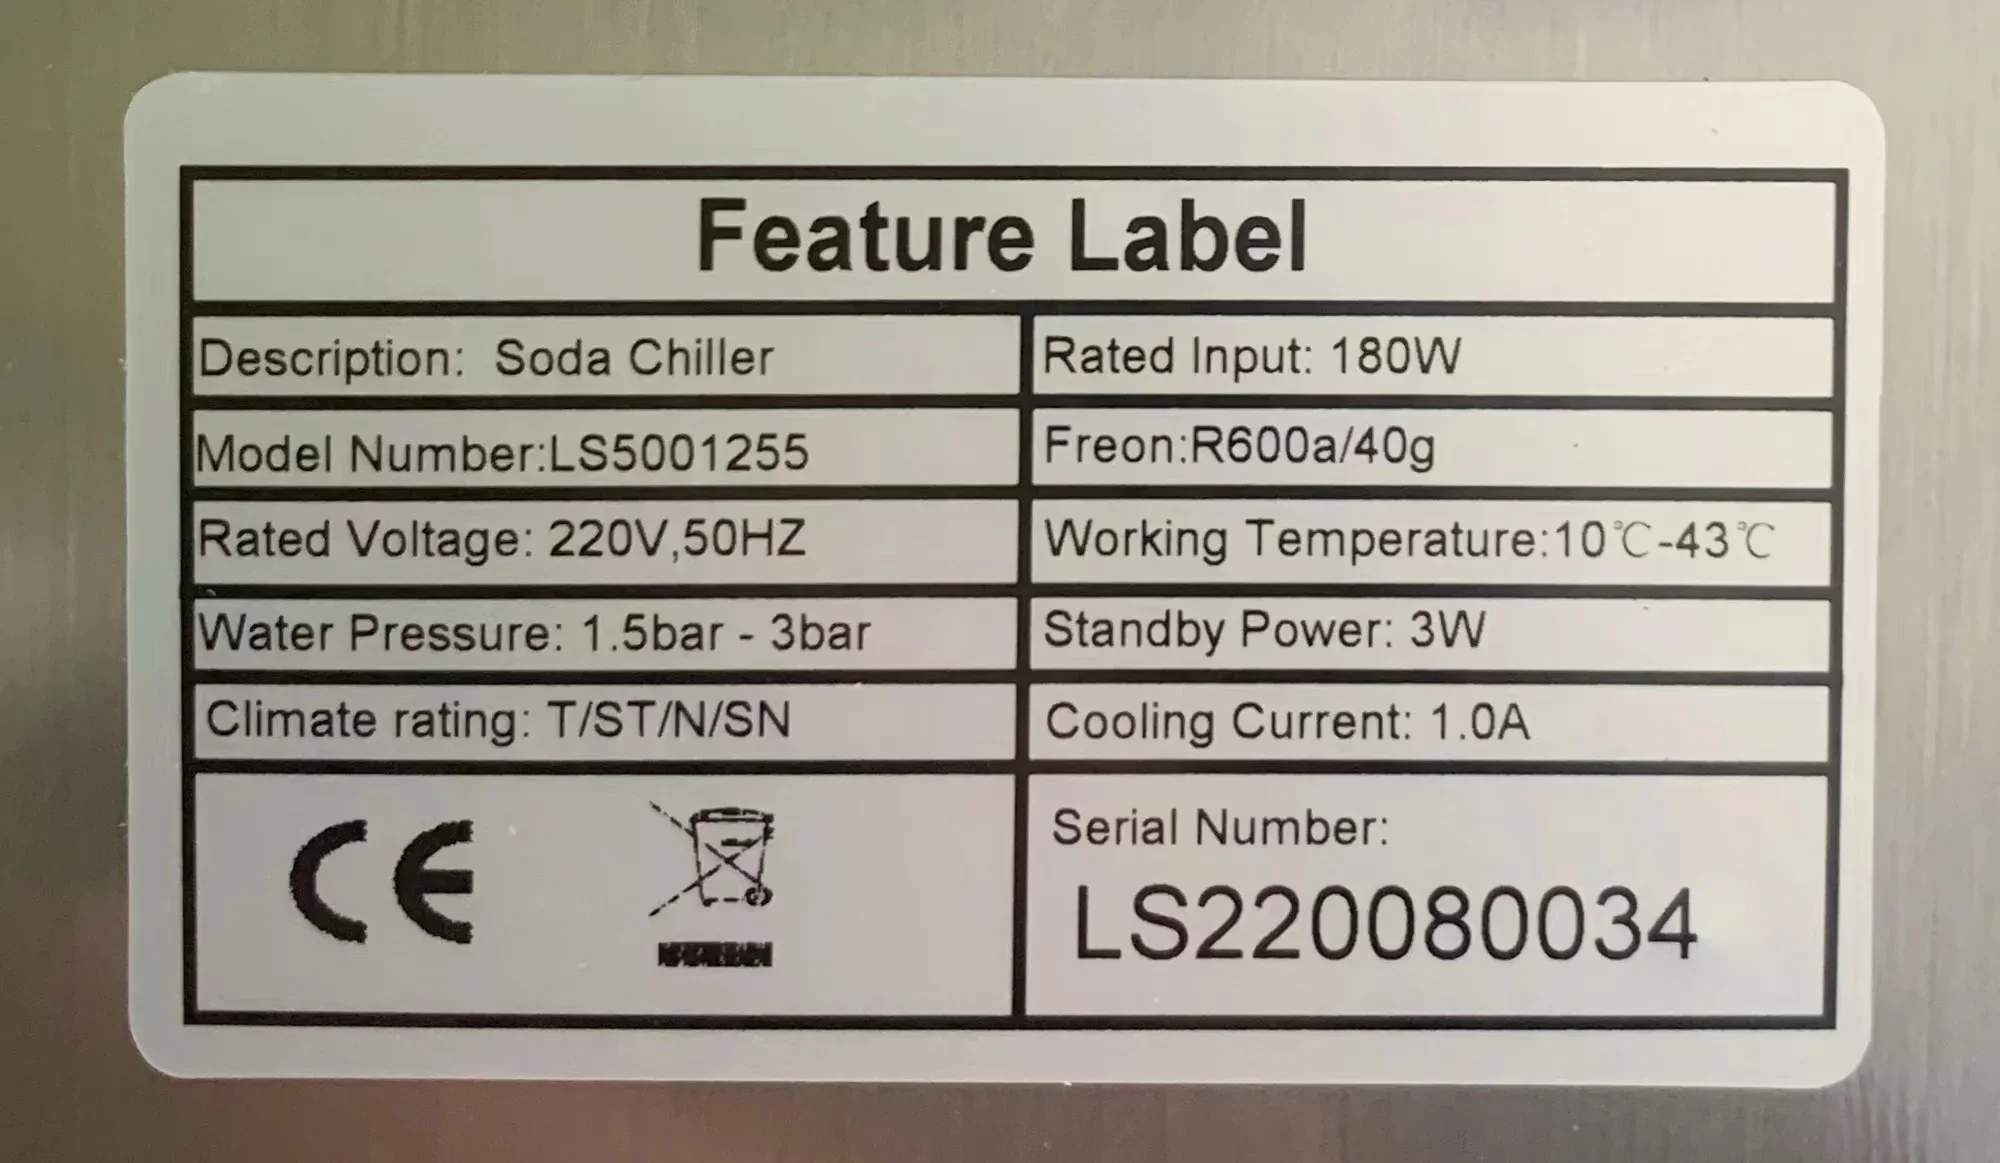 Feature Label
Description: Soda Chiller
Rated Input: 180W
Model Number:LS5001255
Freon:R600a/40g
Rated Voltage: 220V,50HZ
Working Temperature:10℃-43℃
Water Pressure: 1.5bar - 3bar
Standby Power: 3W
Climate rating: T/ST/N/SN
Cooling Current: 1.0A
CE
Serial Number:
LS220080034